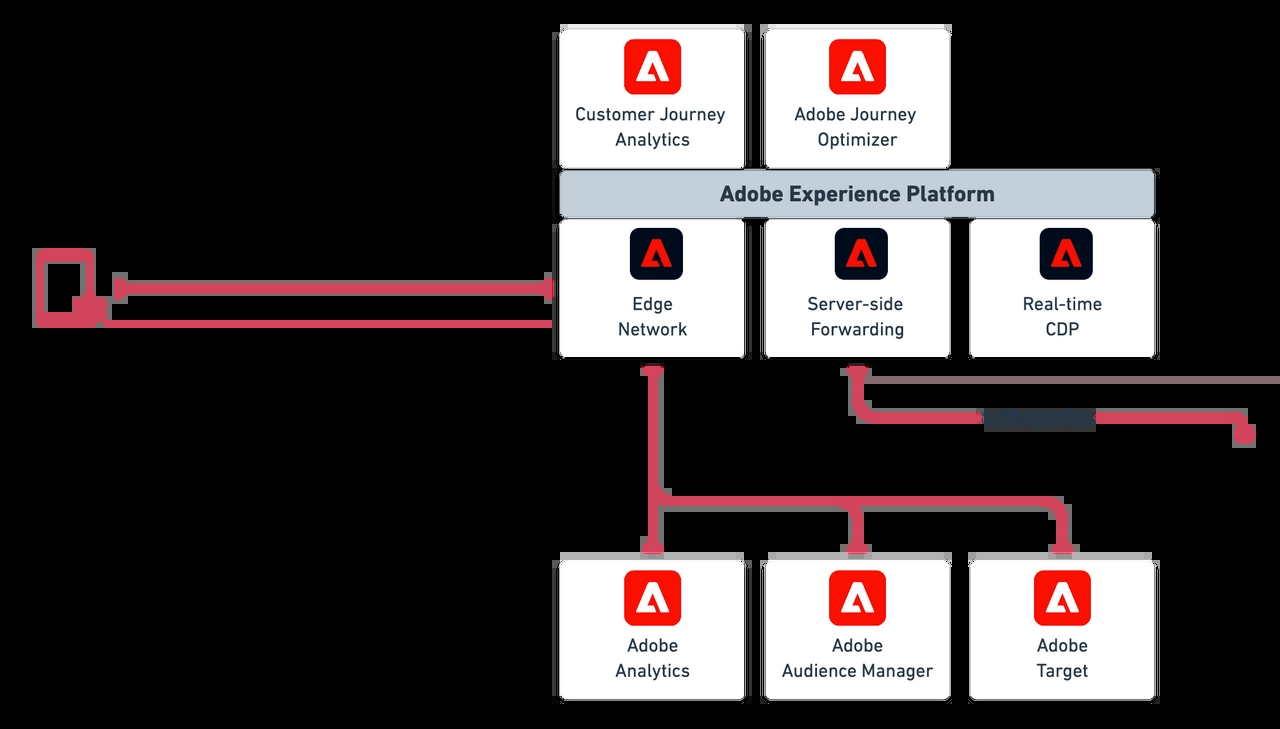 Customer Journey
Analytics
Adobe Journey
Optimizer
Adobe Experience Platform
Edge
Network
Server-side
Forwarding
Real-time
CDP
Adobe
Analytics
Adobe
Audience Manager
Adobe
Target